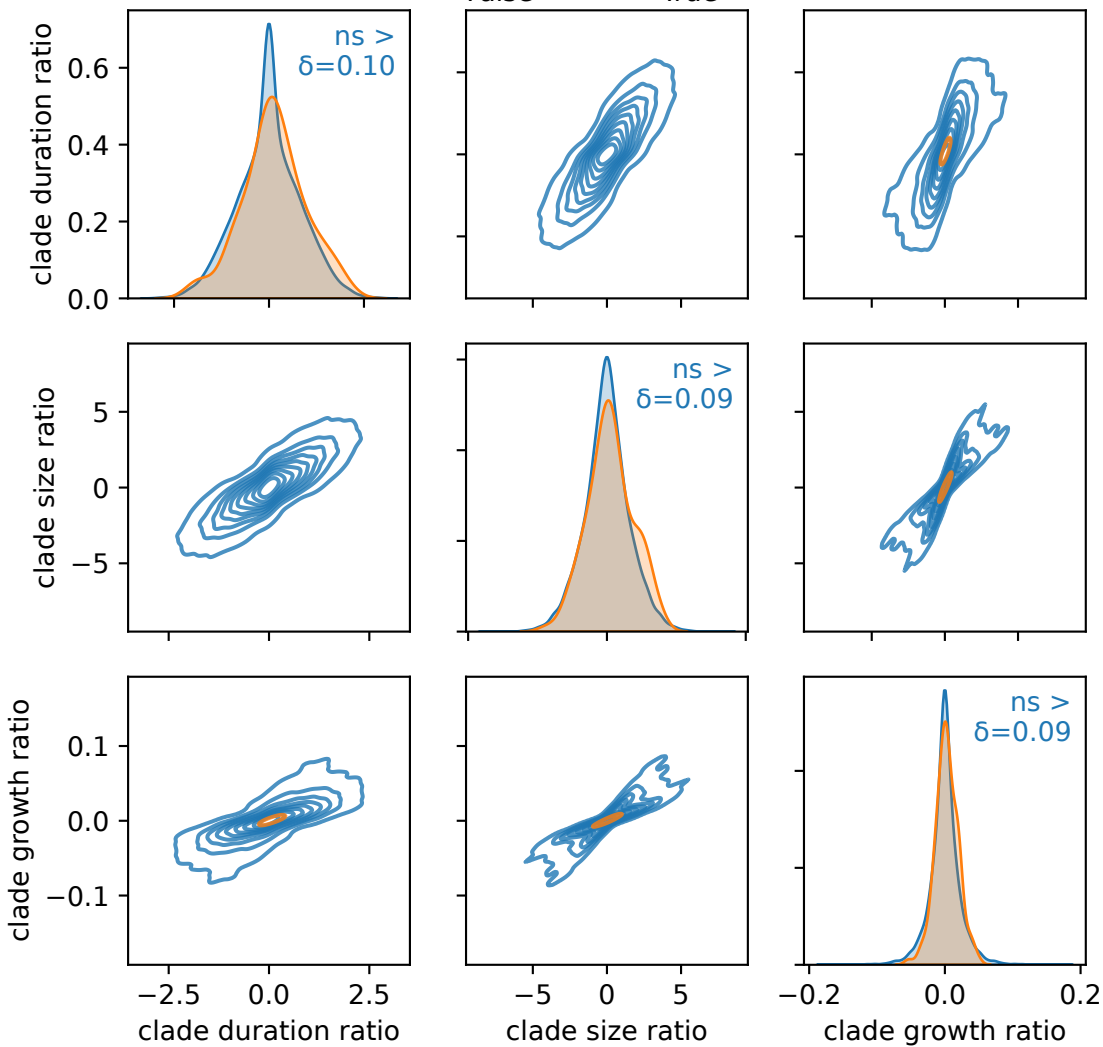 clade duration ratio
0.6
0.4
0.2
0.0
ns >
δ=0.10
clade size ratio
5
0
−5
ns >
δ=0.09
clade growth ratio
0.1
0.0
−0.1
ns >
δ=0.09
−2.5 0.0 2.5
−5 0 5
−0.2 0.0 0.2
clade duration ratio
clade size ratio
clade growth ratio